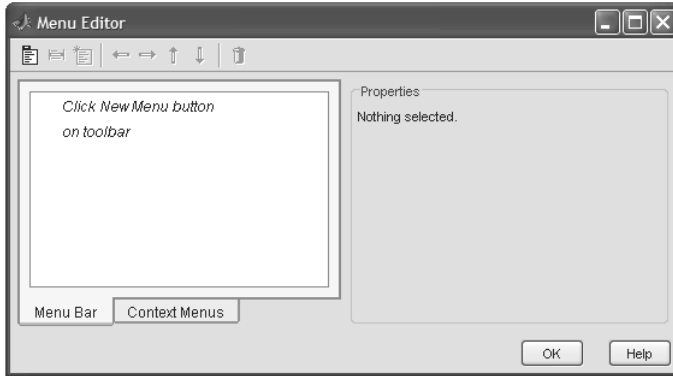 Menu Editor
Click New Menu button
on toolbar
Properties
Nothing selected.
Menu Bar
Context Menus
OK
Help